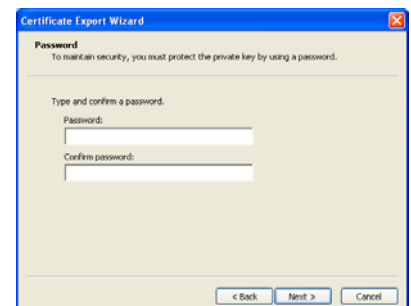 Certificate Export Wizard
Password
To maintain security, you must protect the private key by using a password.
Type and confirm a password.
Password:
Confirm password:
< Back Next > Cancel